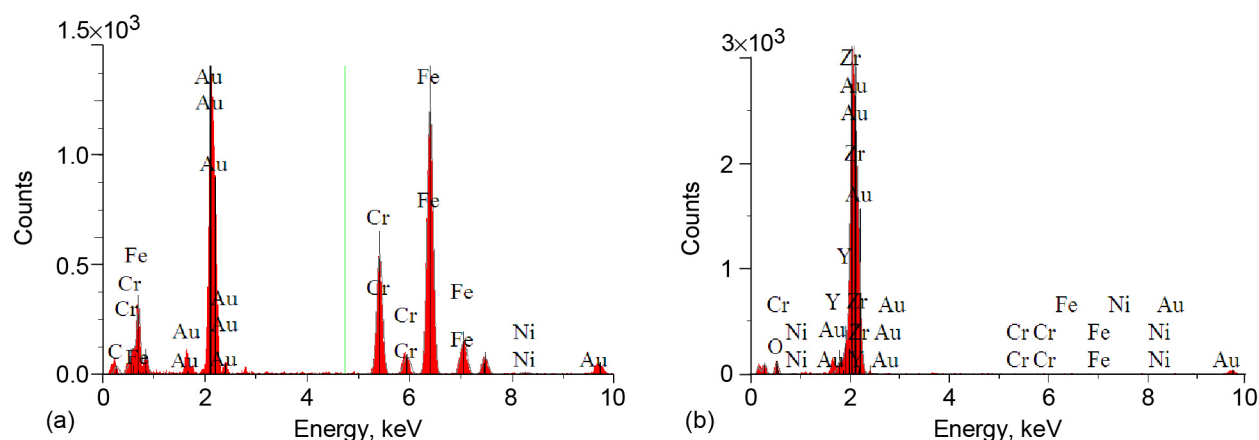 1.5×10³
1.0
0.5
0.0
Counts
Au
Au
Au
Fe
Fe
Cr
Cr
Fe
Cr
Cr
C
Fe
Au
Au
Au
Au
Au
Cr
Cr
Fe
Fe
Ni
Ni
Au
0
2
4
6
8
10
(a)
Energy, keV
3×10³
2
1
0
Counts
Zr
Au
Au
Zr
Au
Y
Cr
Y
Zr
Au
Fe
Ni
Au
Ni
Au
Zr
Au
Cr
Cr
Fe
Ni
O
Ni
Au
Y
Au
Cr
Cr
Fe
Ni
Au
0
2
4
6
8
10
(b)
Energy, keV